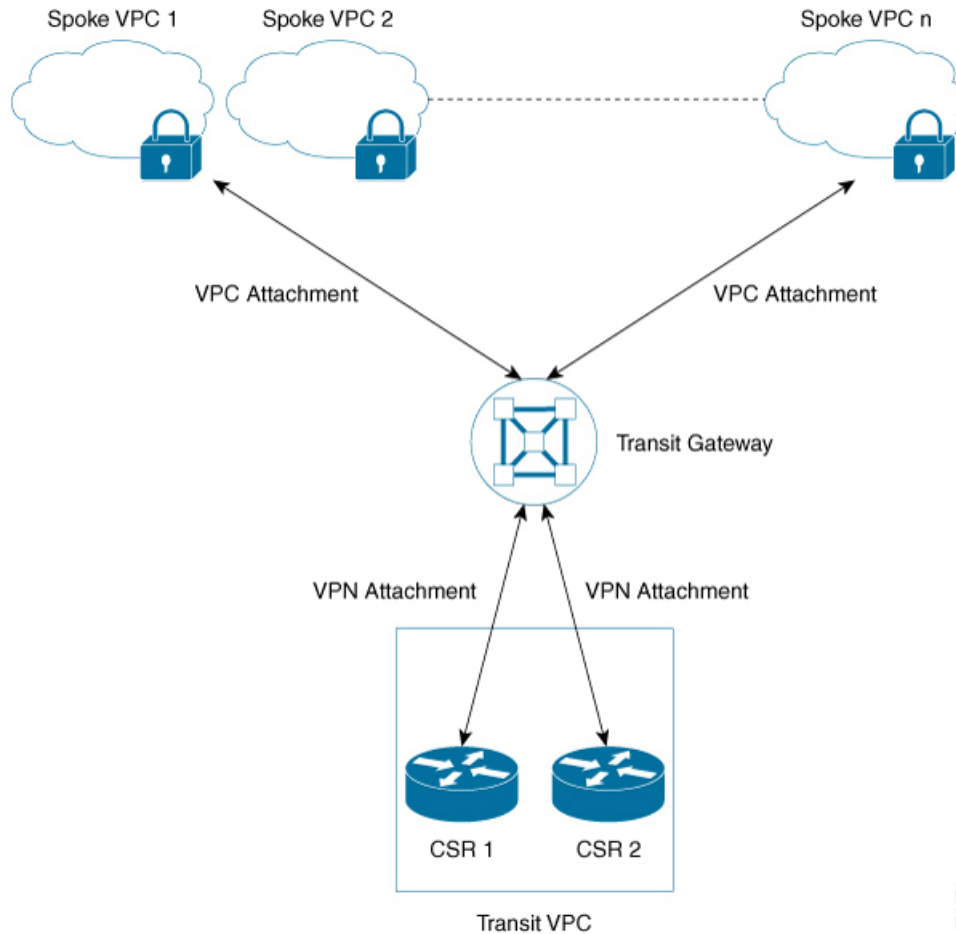 Spoke VPC 1
Spoke VPC 2
Spoke VPC n
VPC Attachment
VPC Attachment
Transit Gateway
VPN Attachment
VPN Attachment
CSR 1
CSR 2
Transit VPC